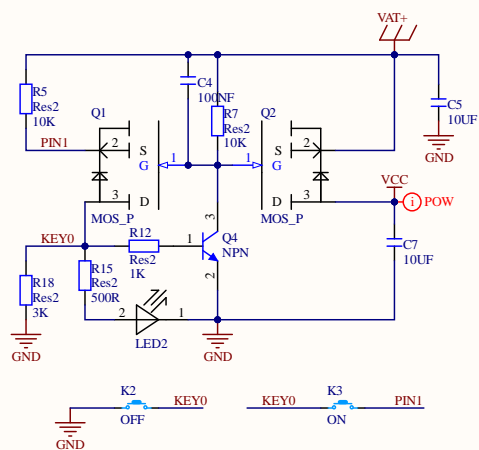 VAT+
R5
Res2
10K
C4
100NF
R7
Res2
10K
Q1
Q2
C5
10UF
GND
PIN1
2
S
G
1
1
S
G
2
3
D
D
3
MOS_P
MOS_P
VCC
i
POW
KEY0
R12
Res2
1K
1
3
Q4
NPN
2
C7
10UF
R18
Res2
3K
R15
Res2
500R
2
1
LED2
GND
GND
K2
KEY0
OFF
GND
KEY0
K3
PIN1
ON